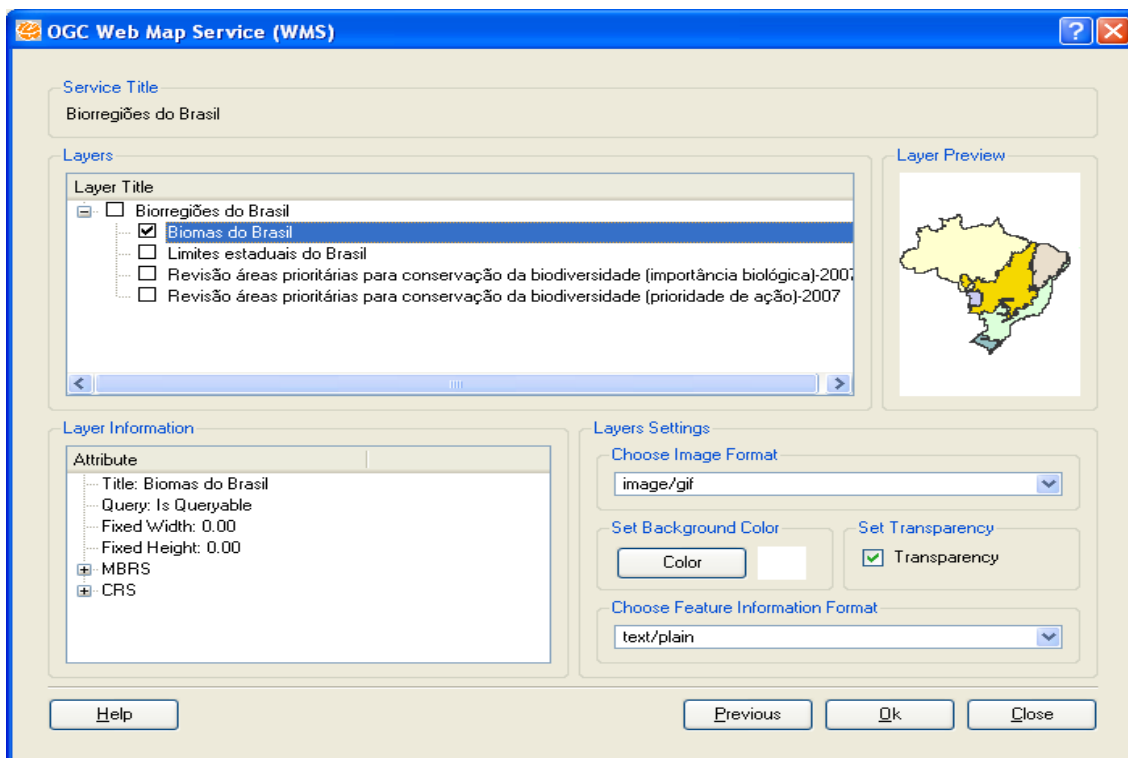 OGC Web Map Service (WMS)
Service Title
Biorregiões do Brasil
Layers
Layer Title
Biorregiões do Brasil
Biomas do Brasil
Limites estaduais do Brasil
Revisão áreas prioritárias para conservação da biodiversidade (importância biológica)-2007
Revisão áreas prioritárias para conservação da biodiversidade (prioridade de ação)-2007
Layer Preview
Layer Information
Attribute
Title: Biomas do Brasil
Query: Is Queryable
Fixed Width: 0.00
Fixed Height: 0.00
MBRS
CRS
Layers Settings
Choose Image Format
image/gif
Set Background Color
Color
Set Transparency
Transparency
Choose Feature Information Format
text/plain
Help
Previous
Ok
Close